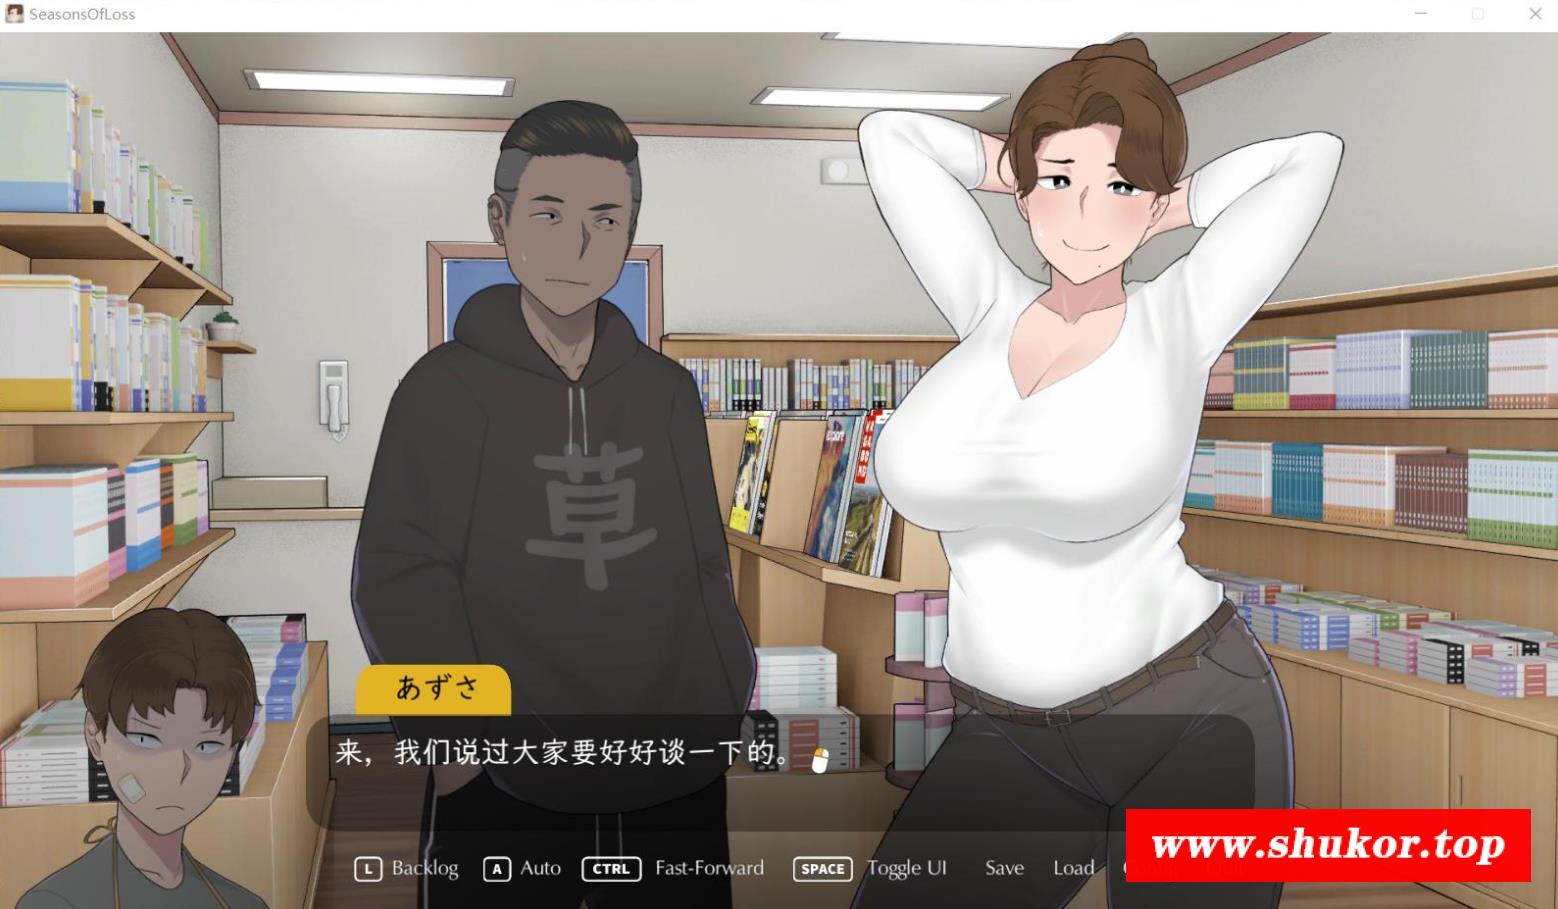 SeasonsOfLoss
草
あずさ
来，我们说过大家要好好谈一下的。
L Backlog A Auto CTRL Fast-Forward SPACE Toggle UI Save Load
www.shukor.top